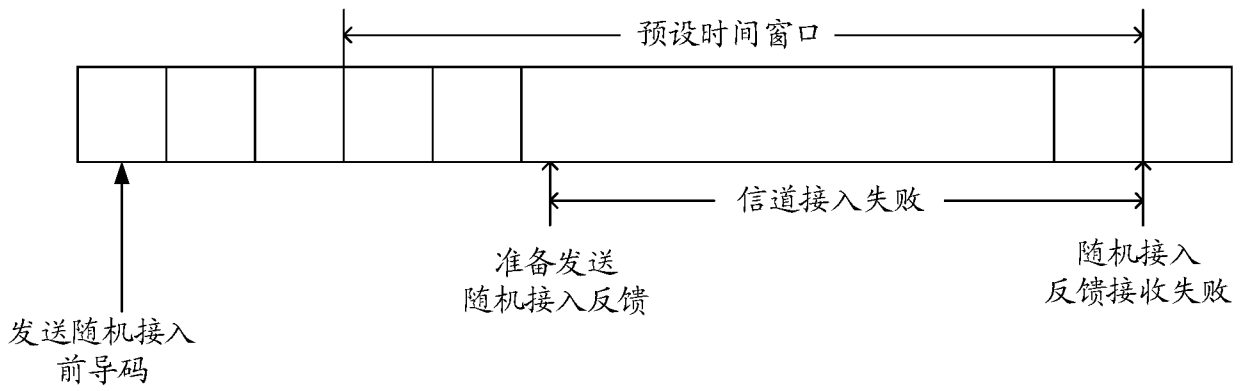 预设时间窗口
信道接入失败
准备发送
随机接入反馈
随机接入
反馈接收失败
发送随机接入
前导码